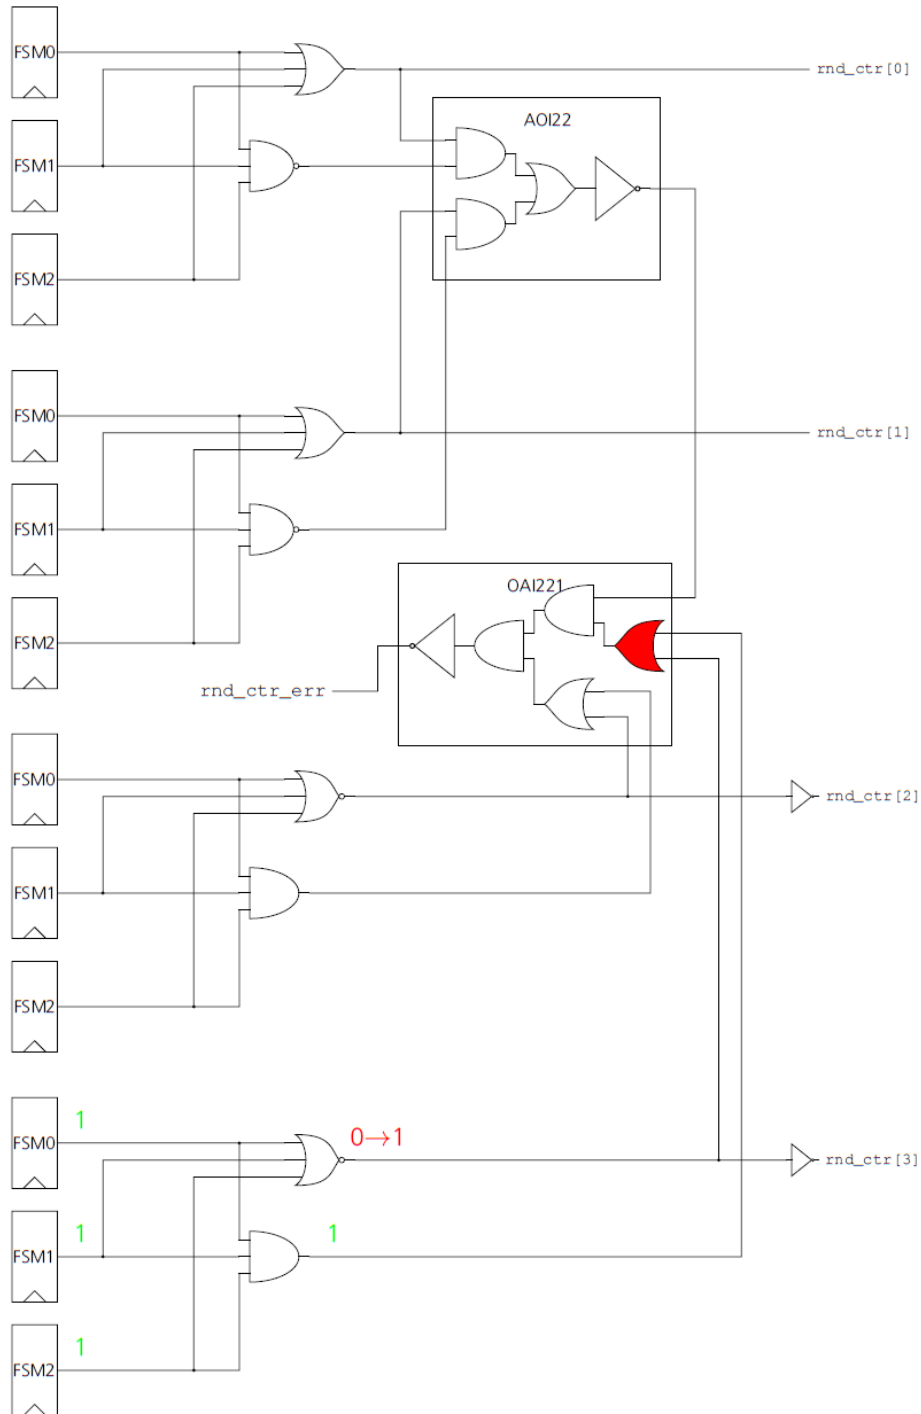 FSM0
rnd_ctr[0]
AOI22
FSM1
FSM2
FSM0
rnd_ctr[1]
FSM1
OAI221
FSM2
rnd_ctr_err
FSM0
rnd_ctr[2]
FSM1
FSM2
1
0→1
FSM0
rnd_ctr[3]
1
1
FSM1
1
FSM2